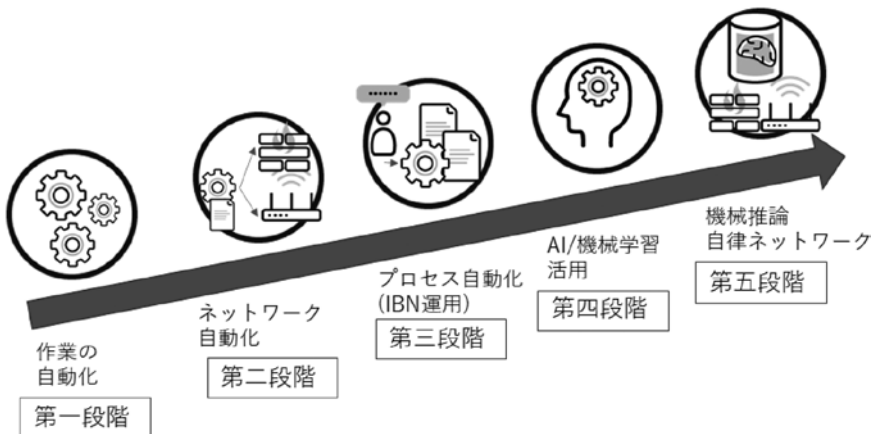 作業の
自動化
第一段階
ネットワーク
自動化
第二段階
プロセス自動化
(IBN運用)
第三段階
AI/機械学習
活用
第四段階
機械推論
自律ネットワーク
第五段階